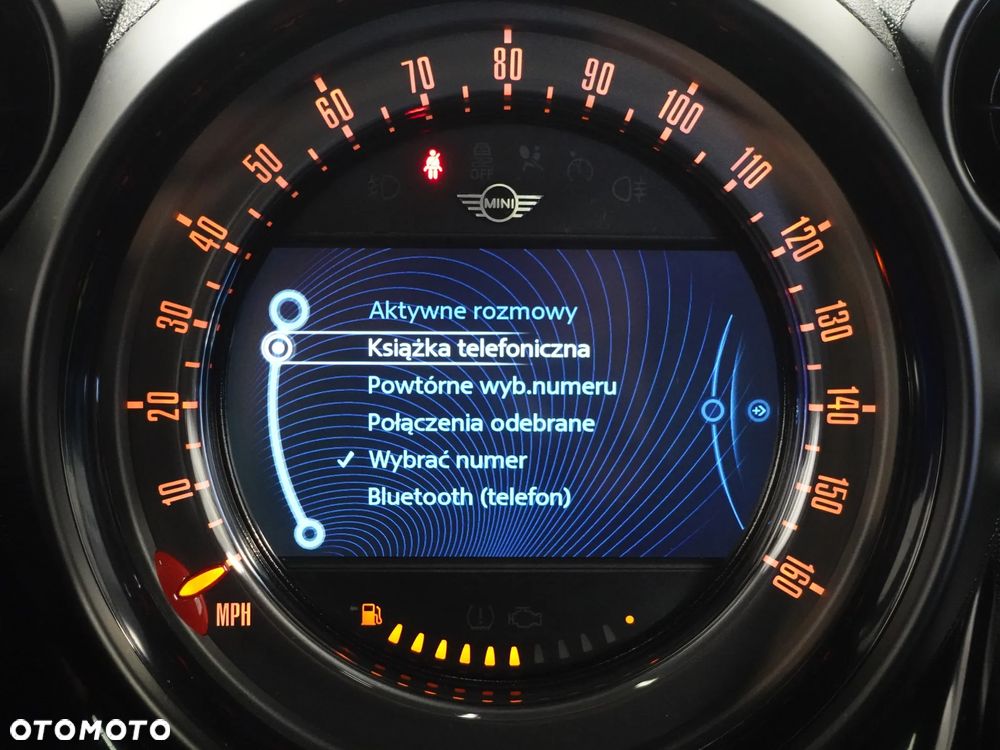 80
70
90
60
100
50
110
OFF
MINI
40
120
Aktywne rozmowy
30
130
Książka telefoniczna
Powtórne wyb.numeru
20
140
Połączenia odebrane
Wybrać numer
10
150
Bluetooth (telefon)
160
MPH
OTOMOTO